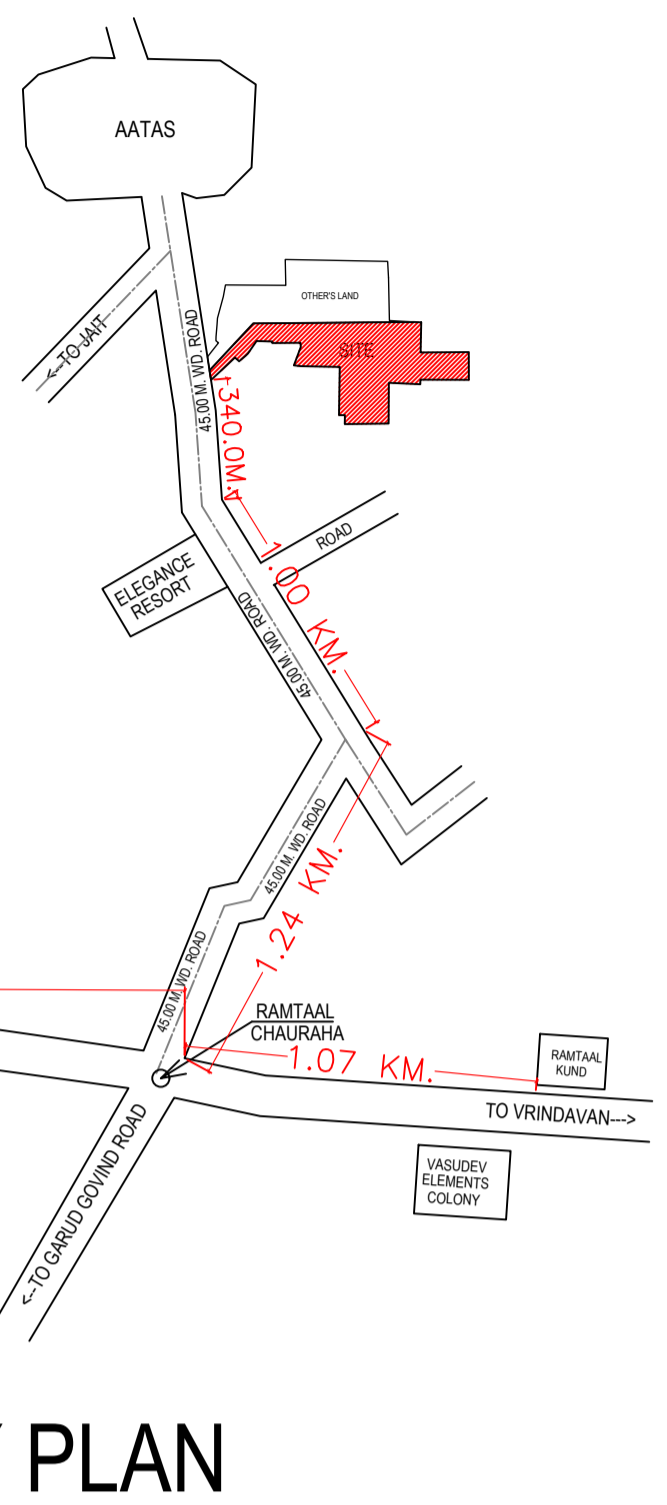 AATAS
OTHER'S LAND
<--TO JAIT
45.00 M. WD. ROAD
SITE
340.0M.
ROAD
ELEGANCE
RESORT
1.00 KM.
45.00 M. WD. ROAD
45.00 M. WD. ROAD
1.24 KM.
45.00 M. WD. ROAD
RAMTAAL
CHAURAHA
1.07 KM.
RAMTAAL
KUND
TO VRINDAVAN--->
<--TO GARUD GOVIND ROAD
VASUDEV
ELEMENTS
COLONY
PLAN